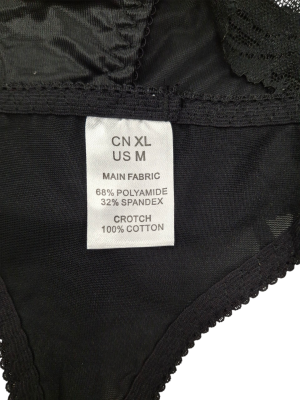 CN XL
US M
MAIN FABRIC
68% POLYAMIDE
32% SPANDEX
CROTCH
100% COTTON